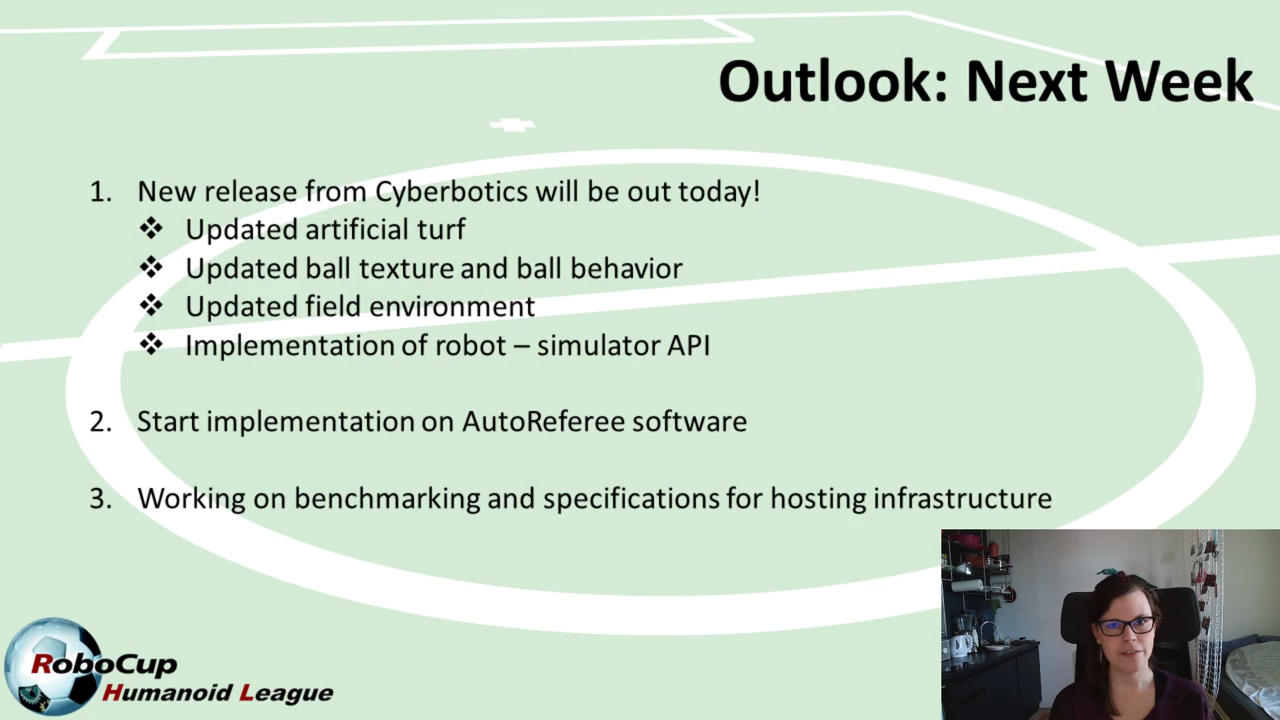 Outlook: Next Week
1. New release from Cyberbotics will be out today!
❖ Updated artificial turf
❖ Updated ball texture and ball behavior
❖ Updated field environment
❖ Implementation of robot – simulator API
2. Start implementation on AutoReferee software
3. Working on benchmarking and specifications for hosting infrastructure
RoboCup
Humanoid League